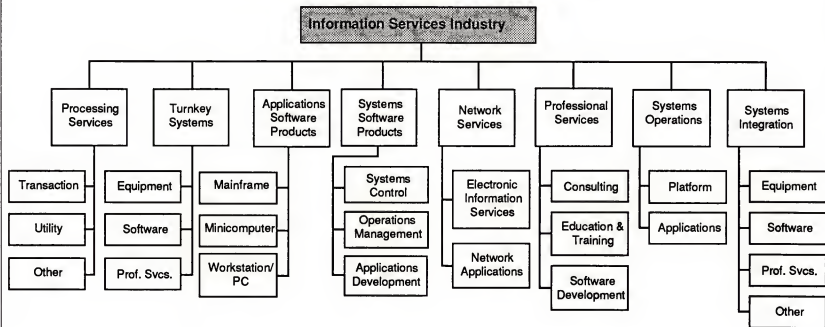 Information Services Industry
Processing
Services
Turnkey
Systems
Applications
Software
Products
Systems
Software
Products
Network
Services
Professional
Services
Systems
Operations
Systems
Integration
Transaction
Utility
Other
Equipment
Software
Prof. Svcs.
Mainframe
Minicomputer
Workstation/
PC
Systems
Control
Operations
Management
Applications
Development
Electronic
Information
Services
Network
Applications
Consulting
Education &
Training
Software
Development
Platform
Applications
Equipment
Software
Prof. Svcs.
Other